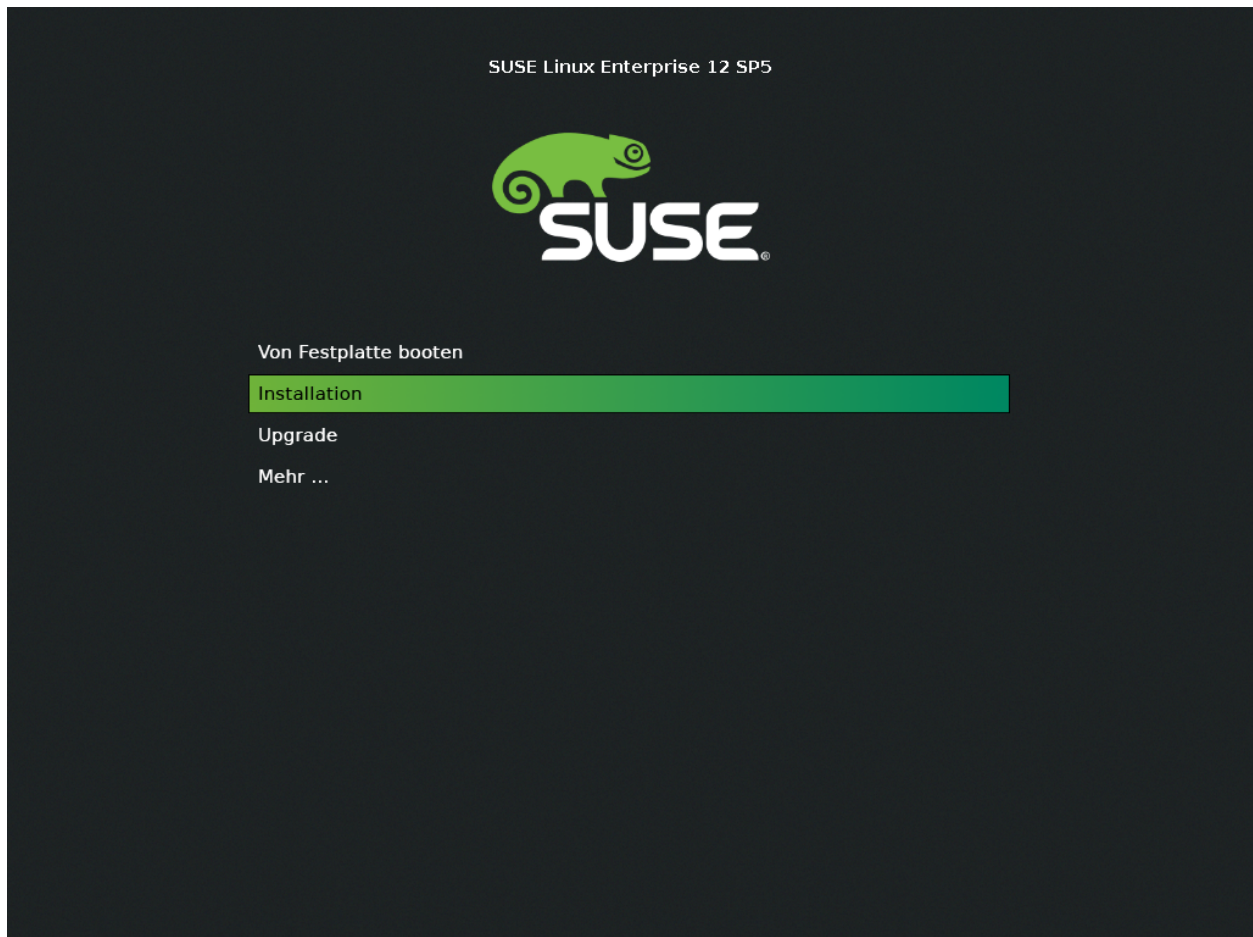 SUSE Linux Enterprise 12 SP5
SUSE®
Von Festplatte booten
Installation
Upgrade
Mehr ...